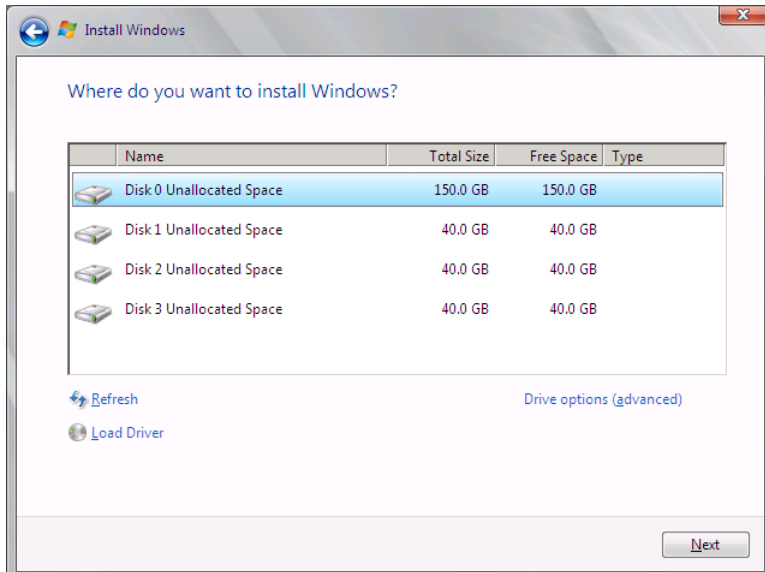 Install Windows
Where do you want to install Windows?
Name Total Size Free Space Type
Disk 0 Unallocated Space 150.0 GB 150.0 GB
Disk 1 Unallocated Space 40.0 GB 40.0 GB
Disk 2 Unallocated Space 40.0 GB 40.0 GB
Disk 3 Unallocated Space 40.0 GB 40.0 GB
Refresh Drive options (advanced)
Load Driver
Next